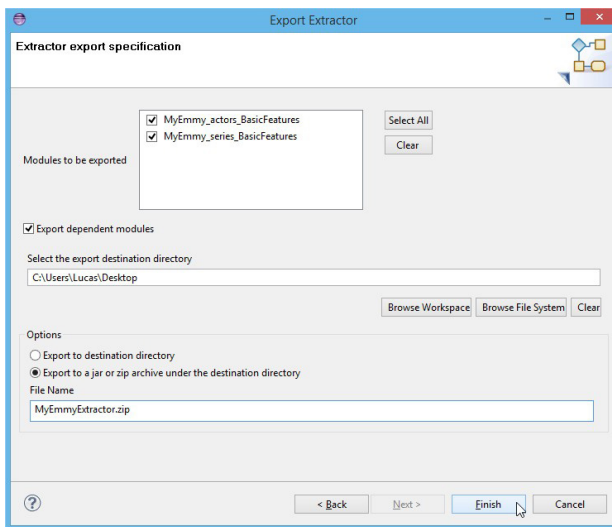 Export Extractor
Extractor export specification
MyEmmy_actors_BasicFeatures
MyEmmy_series_BasicFeatures
Select All
Clear
Modules to be exported
Export dependent modules
Select the export destination directory
C:\Users\Lucas\Desktop
Browse Workspace Browse File System Clear
Options
Export to destination directory
Export to a jar or zip archive under the destination directory
File Name
MyEmmyExtractor.zip
? < Back Next > Finish Cancel